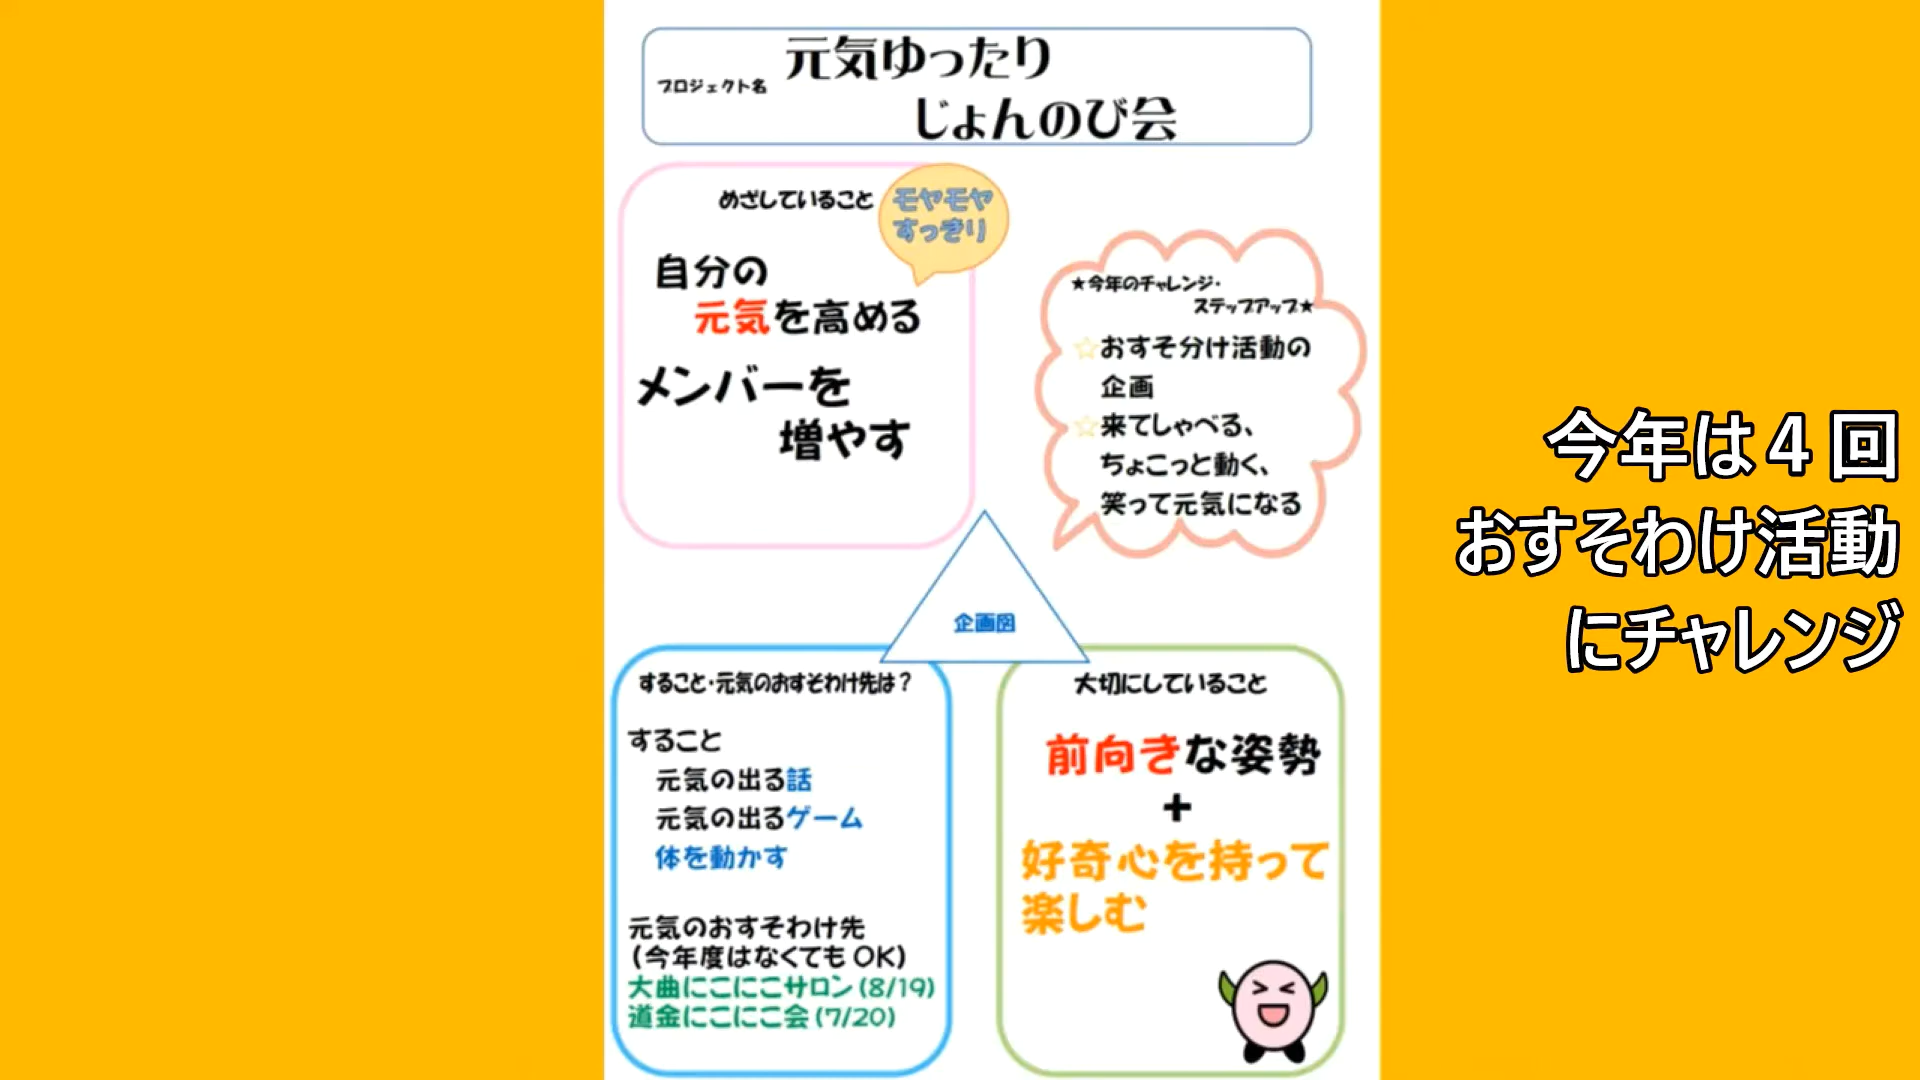 プロジェクト名
元気ゆったり
じょんのび会
めざしていること
モヤモヤ
すっきり
自分の
元気を高める
メンバーを
増やす
★今年のチャレンジ・
ステップアップ★
☆おすそ分け活動の
企画
☆来てしゃべる、
ちょこっと動く、
笑って元気になる
今年は4回
おすそわけ活動
にチャレンジ
企画図
すること・元気のおすそわけ先は？
すること
元気の出る話
元気の出るゲーム
体を動かす
元気のおすそわけ先
（今年度はなくてもOK）
大曲にこにこサロン（8/19）
道金にこにこ会（7/20）
大切にしていること
前向きな姿勢
+
好奇心を持って
楽しむ